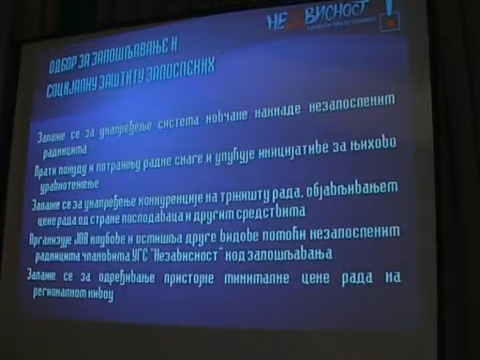 НЕЗАВИСНОСТ
ОДБОР ЗА ЗАПОШЉАВАЊЕ И
СОЦИЈАЛНУ ЗАШТИТУ ЗАПОСЛЕНИХ
Залаже се за унапређење система новчане накнаде незапосленим
радницима
Прати понуду и потражњу радне снаге и упућује иницијативе за њихово
уравнотежење
Залаже се за унапређење конкуренције на тржишту рада, објављивањем
цене рада од стране послодаваца и другим средствима
Организује JOB клубове и осмишља друге видове помоћи незапосленим
радницима члановима УГС "Независност" код запошљавања
Залаже се за одређивање пристојне минималне цене рада на
регионалном нивоу